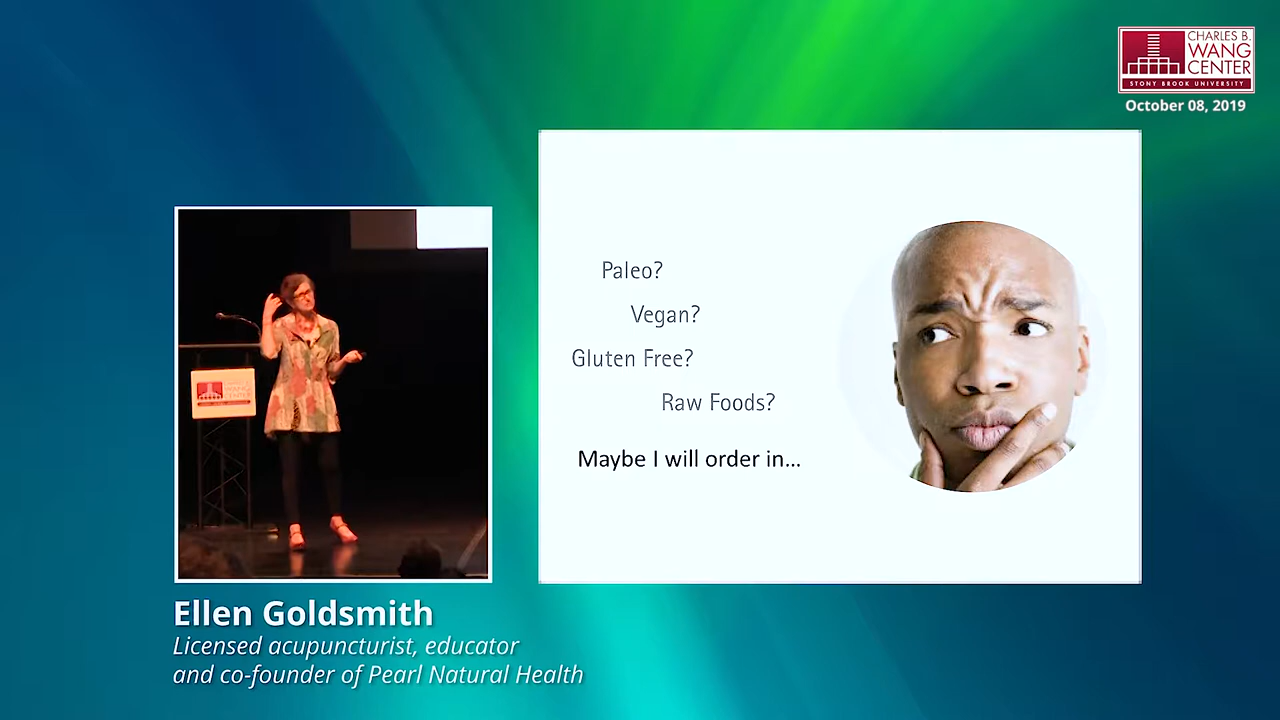 CHARLES B.
WANG
CENTER
STONY BROOK UNIVERSITY
October 08, 2019
Paleo?
Vegan?
Gluten Free?
Raw Foods?
Maybe I will order in...
Ellen Goldsmith
Licensed acupuncturist, educator
and co-founder of Pearl Natural Health